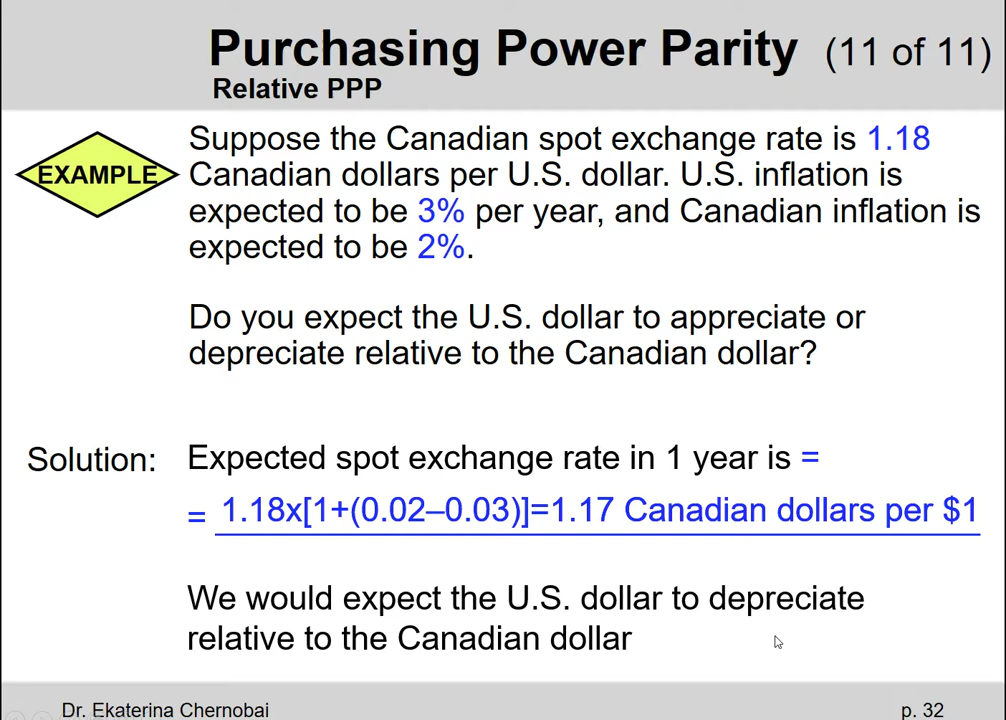 Purchasing Power Parity (11 of 11)
Relative PPP
EXAMPLE
Suppose the Canadian spot exchange rate is 1.18
Canadian dollars per U.S. dollar. U.S. inflation is
expected to be 3% per year, and Canadian inflation is
expected to be 2%.
Do you expect the U.S. dollar to appreciate or
depreciate relative to the Canadian dollar?
Solution: Expected spot exchange rate in 1 year is =
= 1.18x[1+(0.02–0.03)]=1.17 Canadian dollars per $1
We would expect the U.S. dollar to depreciate
relative to the Canadian dollar
Dr. Ekaterina Chernobai p. 32